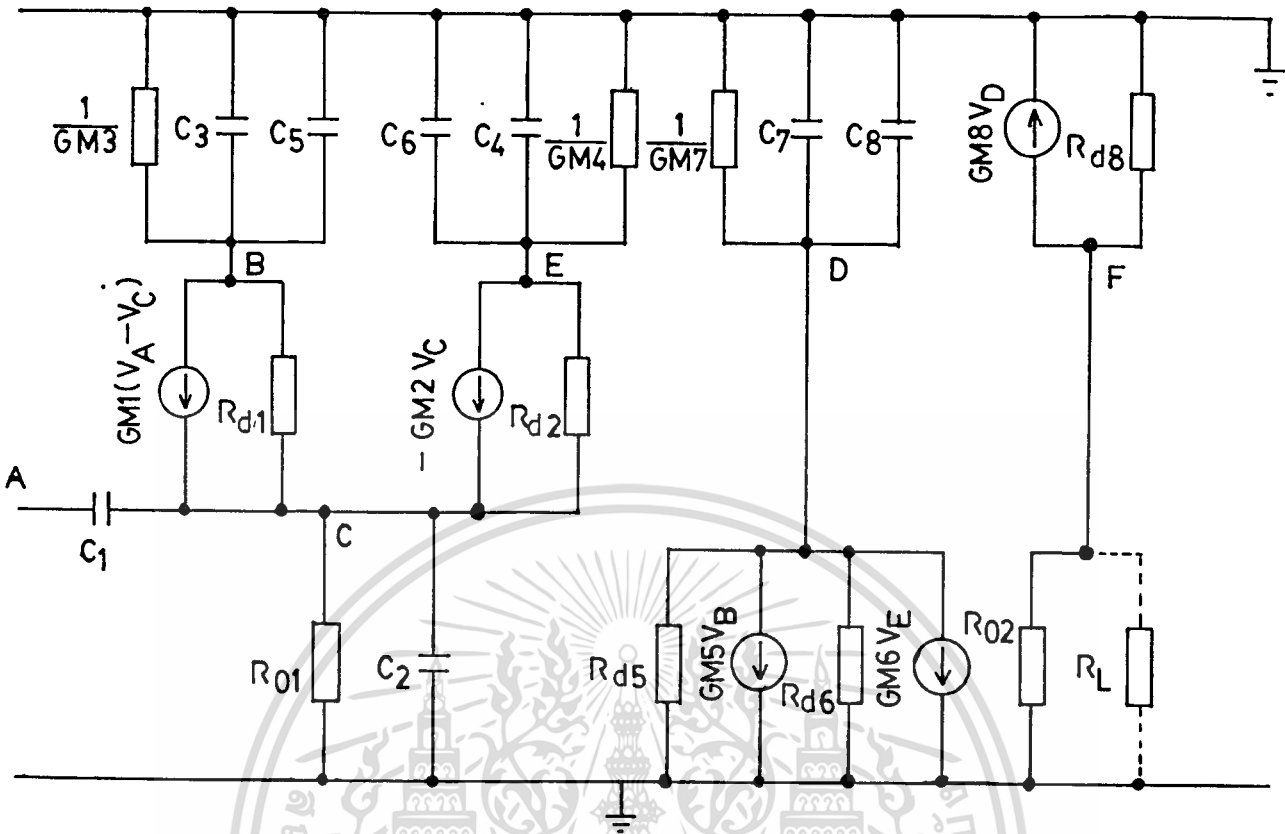 1
GM3
C3
C5
C6
C4
1
GM4
1
GM7
C7
C8
GM8 VD
Rd8
B
E
D
F
GM1(VA – VC)
Rd1
– GM2 VC
Rd2
A
C1
C
R01
C2
Rd5
GM5 VB
Rd6
GM6 VE
R02
RL